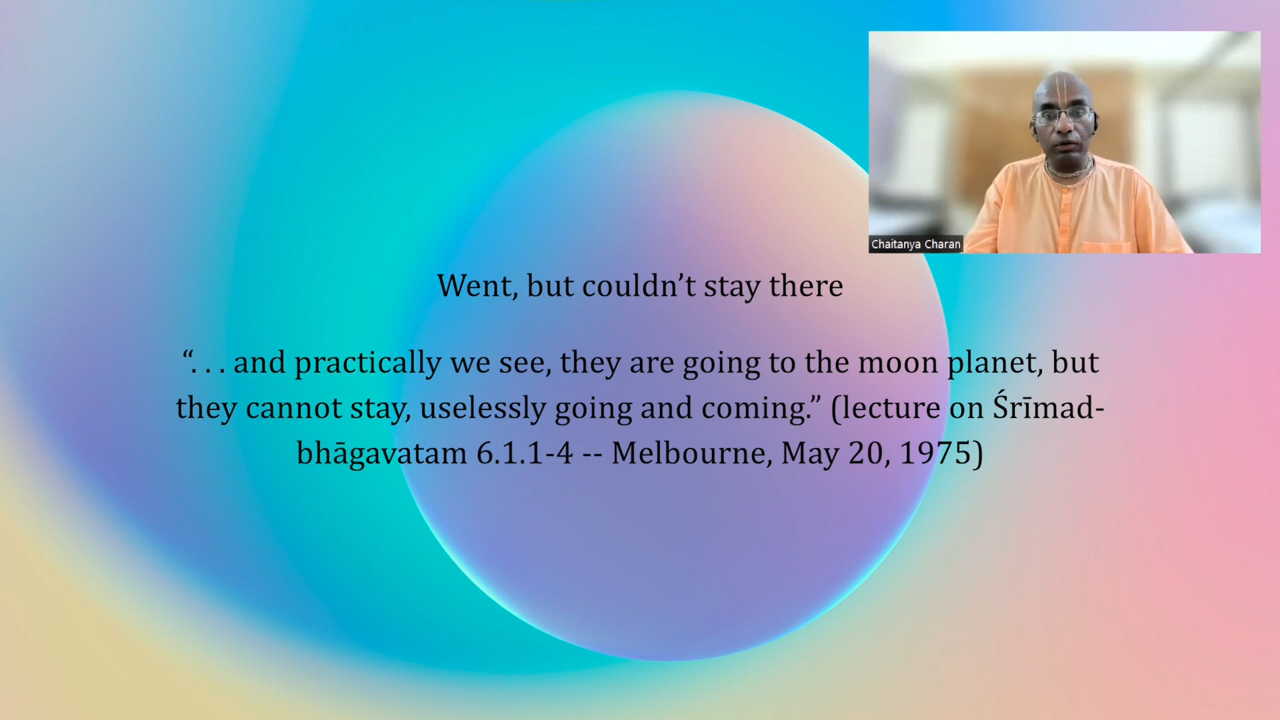 Chaitanya Charan
Went, but couldn’t stay there
“. . . and practically we see, they are going to the moon planet, but
they cannot stay, uselessly going and coming.” (lecture on Śrīmad-
bhāgavatam 6.1.1-4 -- Melbourne, May 20, 1975)